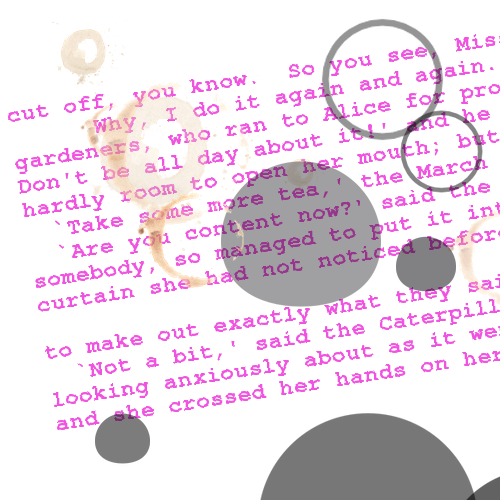 cut off, you know.  So you see, Miss
`Why, I do it again and again.
gardeners, who ran to Alice for pro
Don't be all day about it!' and he
hardly room to open her mouth; but
`Take some more tea,' the March
`Are you content now?' said the
somebody, so managed to put it int
curtain she had not noticed before
to make out exactly what they sai
`Not a bit,' said the Caterpill
looking anxiously about as it we
and she crossed her hands on her